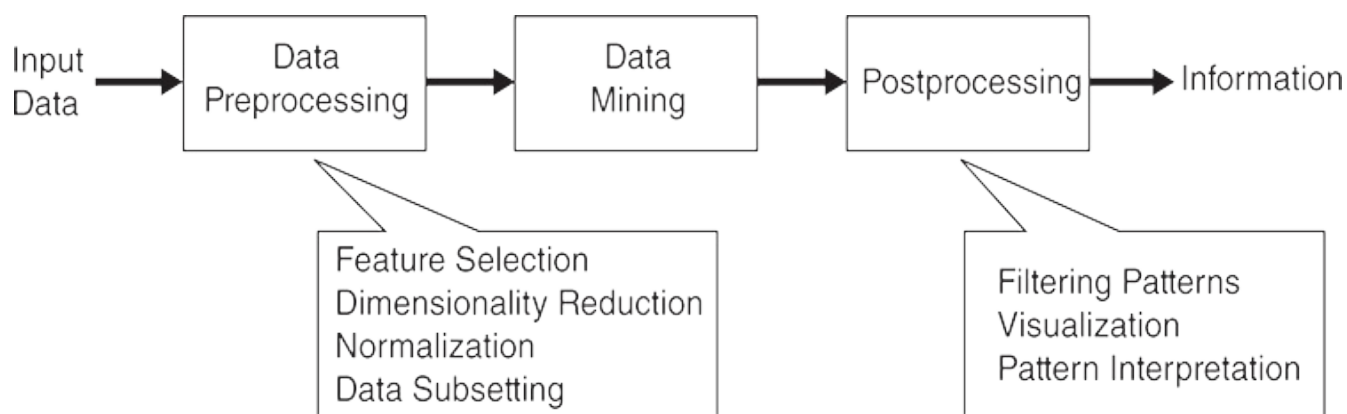 Input
Data
Data
Preprocessing
Data
Mining
Postprocessing
Information
Feature Selection
Dimensionality Reduction
Normalization
Data Subsetting
Filtering Patterns
Visualization
Pattern Interpretation